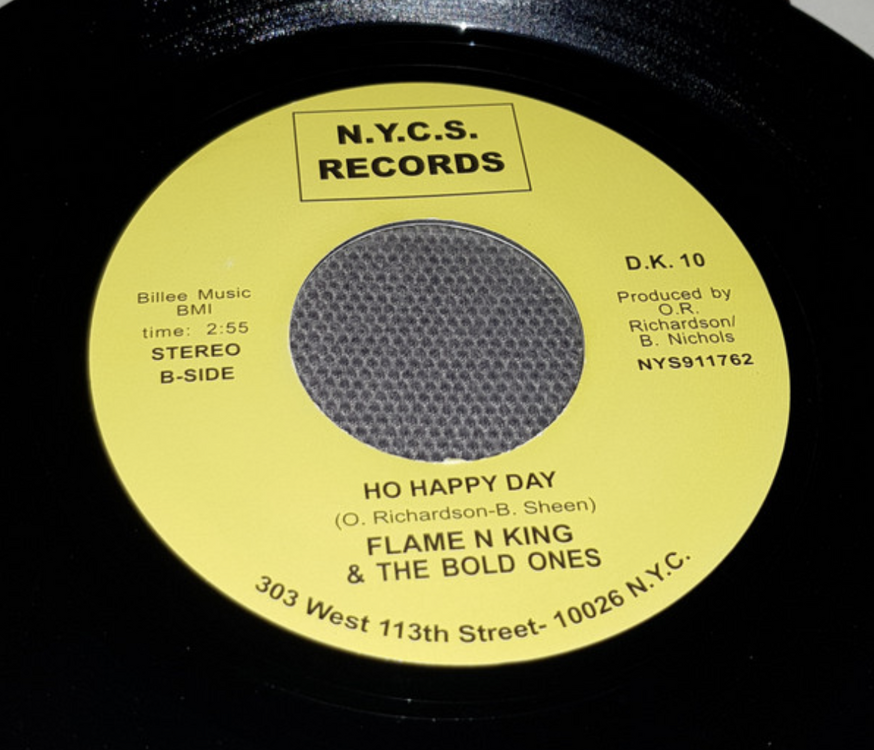 N.Y.C.S.
RECORDS
Billee Music
BMI
time: 2:55
STEREO
B-SIDE
D.K. 10
Produced by
O.R.
Richardson/
B. Nichols
NYS911762
HO HAPPY DAY
(O. Richardson-B. Sheen)
FLAME N KING
& THE BOLD ONES
303 West 113th Street- 10026 N.Y.C.